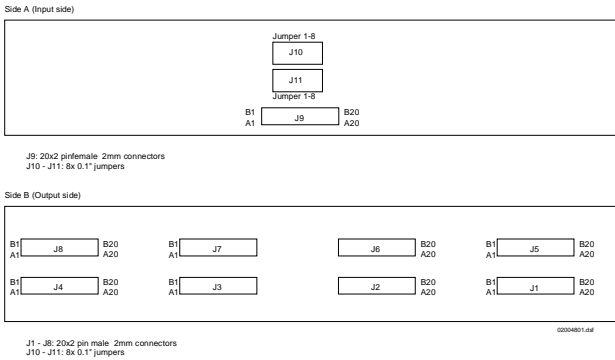 Side A (Input side)
Jumper 1-8
J10
J11
Jumper 1-8
B1 B20
J9
A1 A20
J9: 20x2 pinfemale 2mm connectors
J10 - J11: 8x 0.1" jumpers
Side B (Output side)
B1 B20 B1 B20 B1 B20
J8 J7 J6 J5
A1 A20 A1 A20 A1 A20
B1 B20 B1 B20 B1 B20
J4 J3 J2 J1
A1 A20 A1 A20 A1 A20
02004801.dsf
J1 - J8: 20x2 pin male 2mm connectors
J10 - J11: 8x 0.1" jumpers